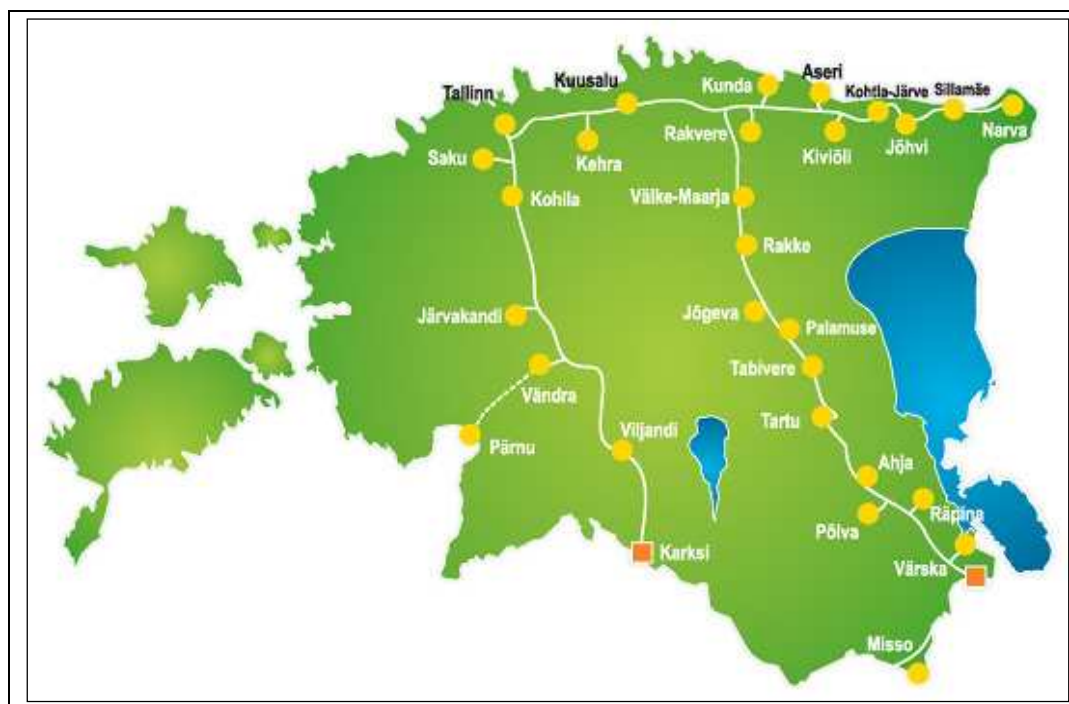 Tallinn
Kuusalu
Kunda
Aseri
Kohtla-Järve
Sillamäe
Narva
Saku
Kehra
Rakvere
Kiviõli
Jõhvi
Kohila
Väike-Maarja
Rakke
Järvakandi
Jõgeva
Palamuse
Vändra
Tabivere
Pärnu
Viljandi
Tartu
Ahja
Põlva
Räpina
Karksi
Värska
Misso